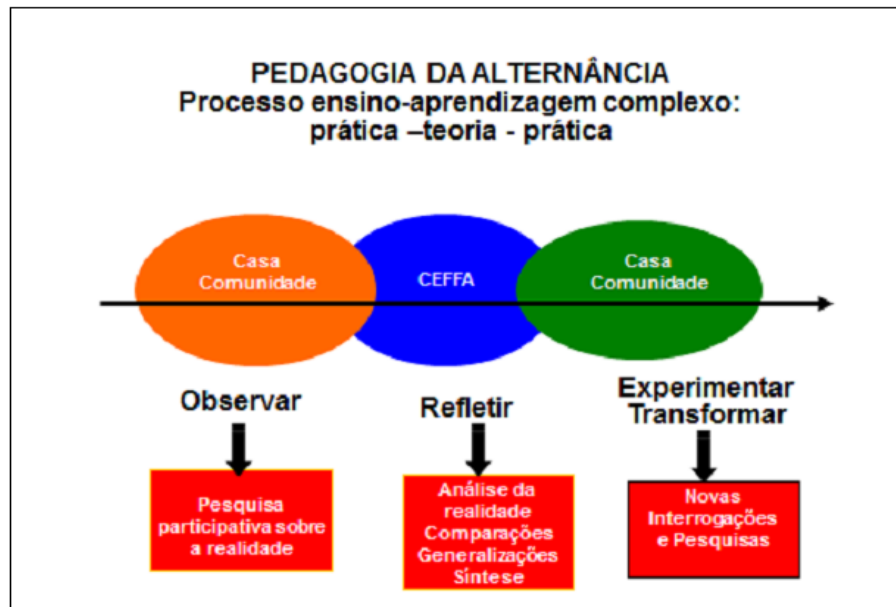 PEDAGOGIA DA ALTERNÂNCIA
Processo ensino-aprendizagem complexo:
prática –teoria - prática
Casa
Comunidade
CEFFA
Casa
Comunidade
Observar
Refletir
Experimentar
Transformar
Pesquisa
participativa sobre
a realidade
Análise da
realidade
Comparações
Generalizações
Síntese
Novas
Interrogações
e Pesquisas